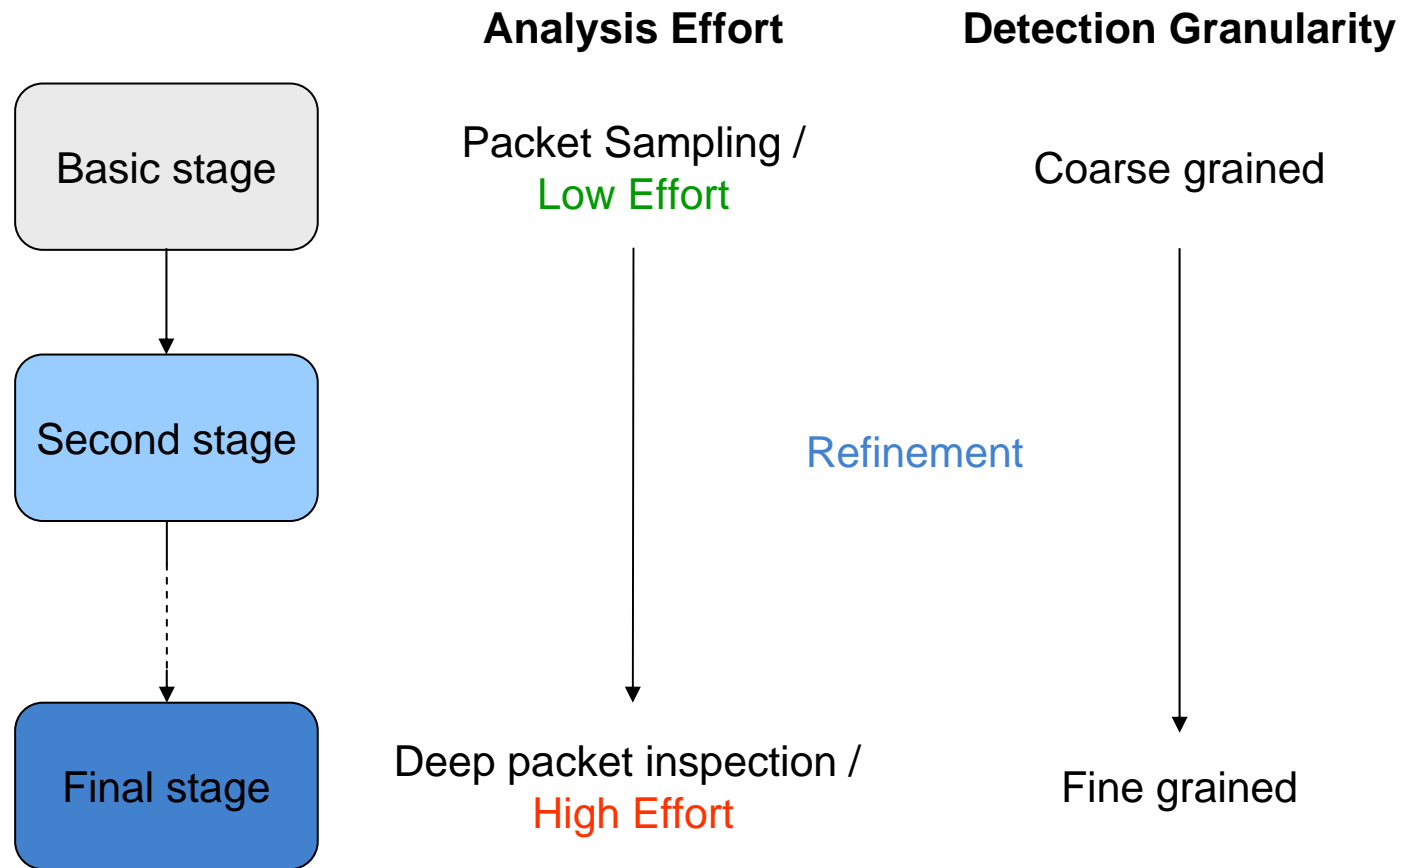 Analysis Effort
Detection Granularity
Basic stage
Packet Sampling /
Low Effort
Coarse grained
Second stage
Refinement
Final stage
Deep packet inspection /
High Effort
Fine grained